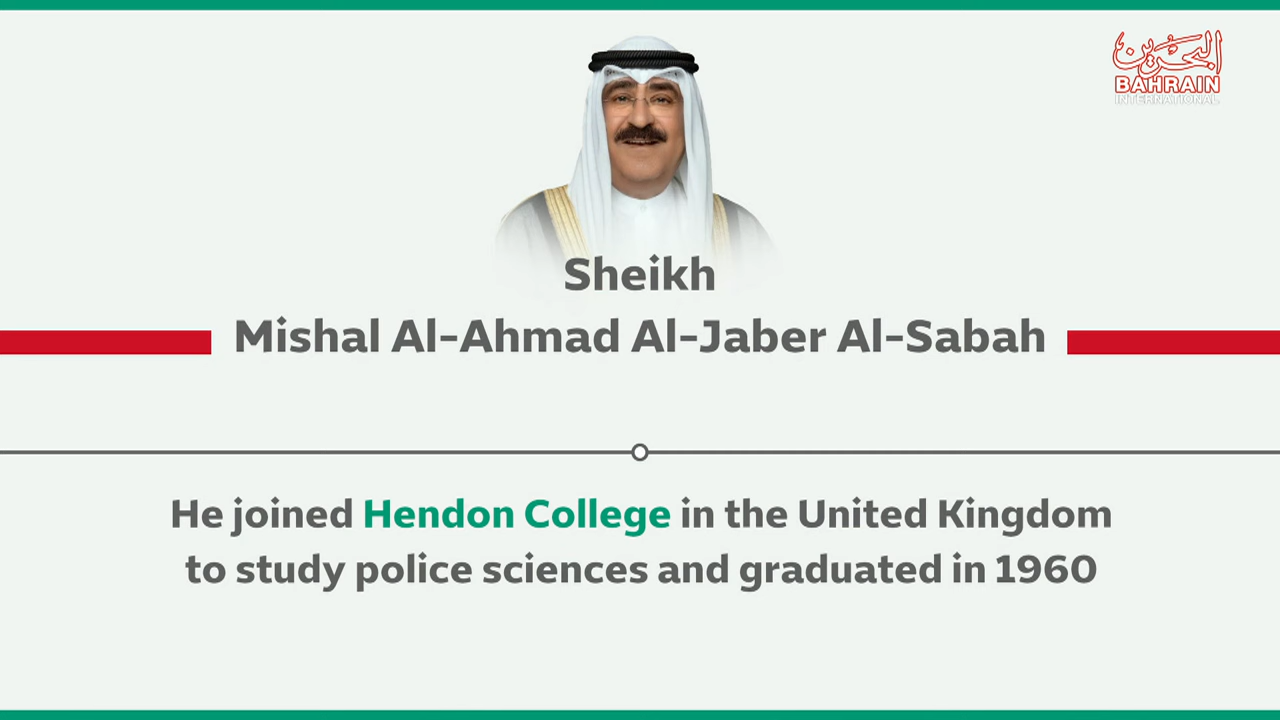 البحرين
BAHRAIN
INTERNATIONAL
Sheikh
Mishal Al-Ahmad Al-Jaber Al-Sabah
He joined Hendon College in the United Kingdom
to study police sciences and graduated in 1960